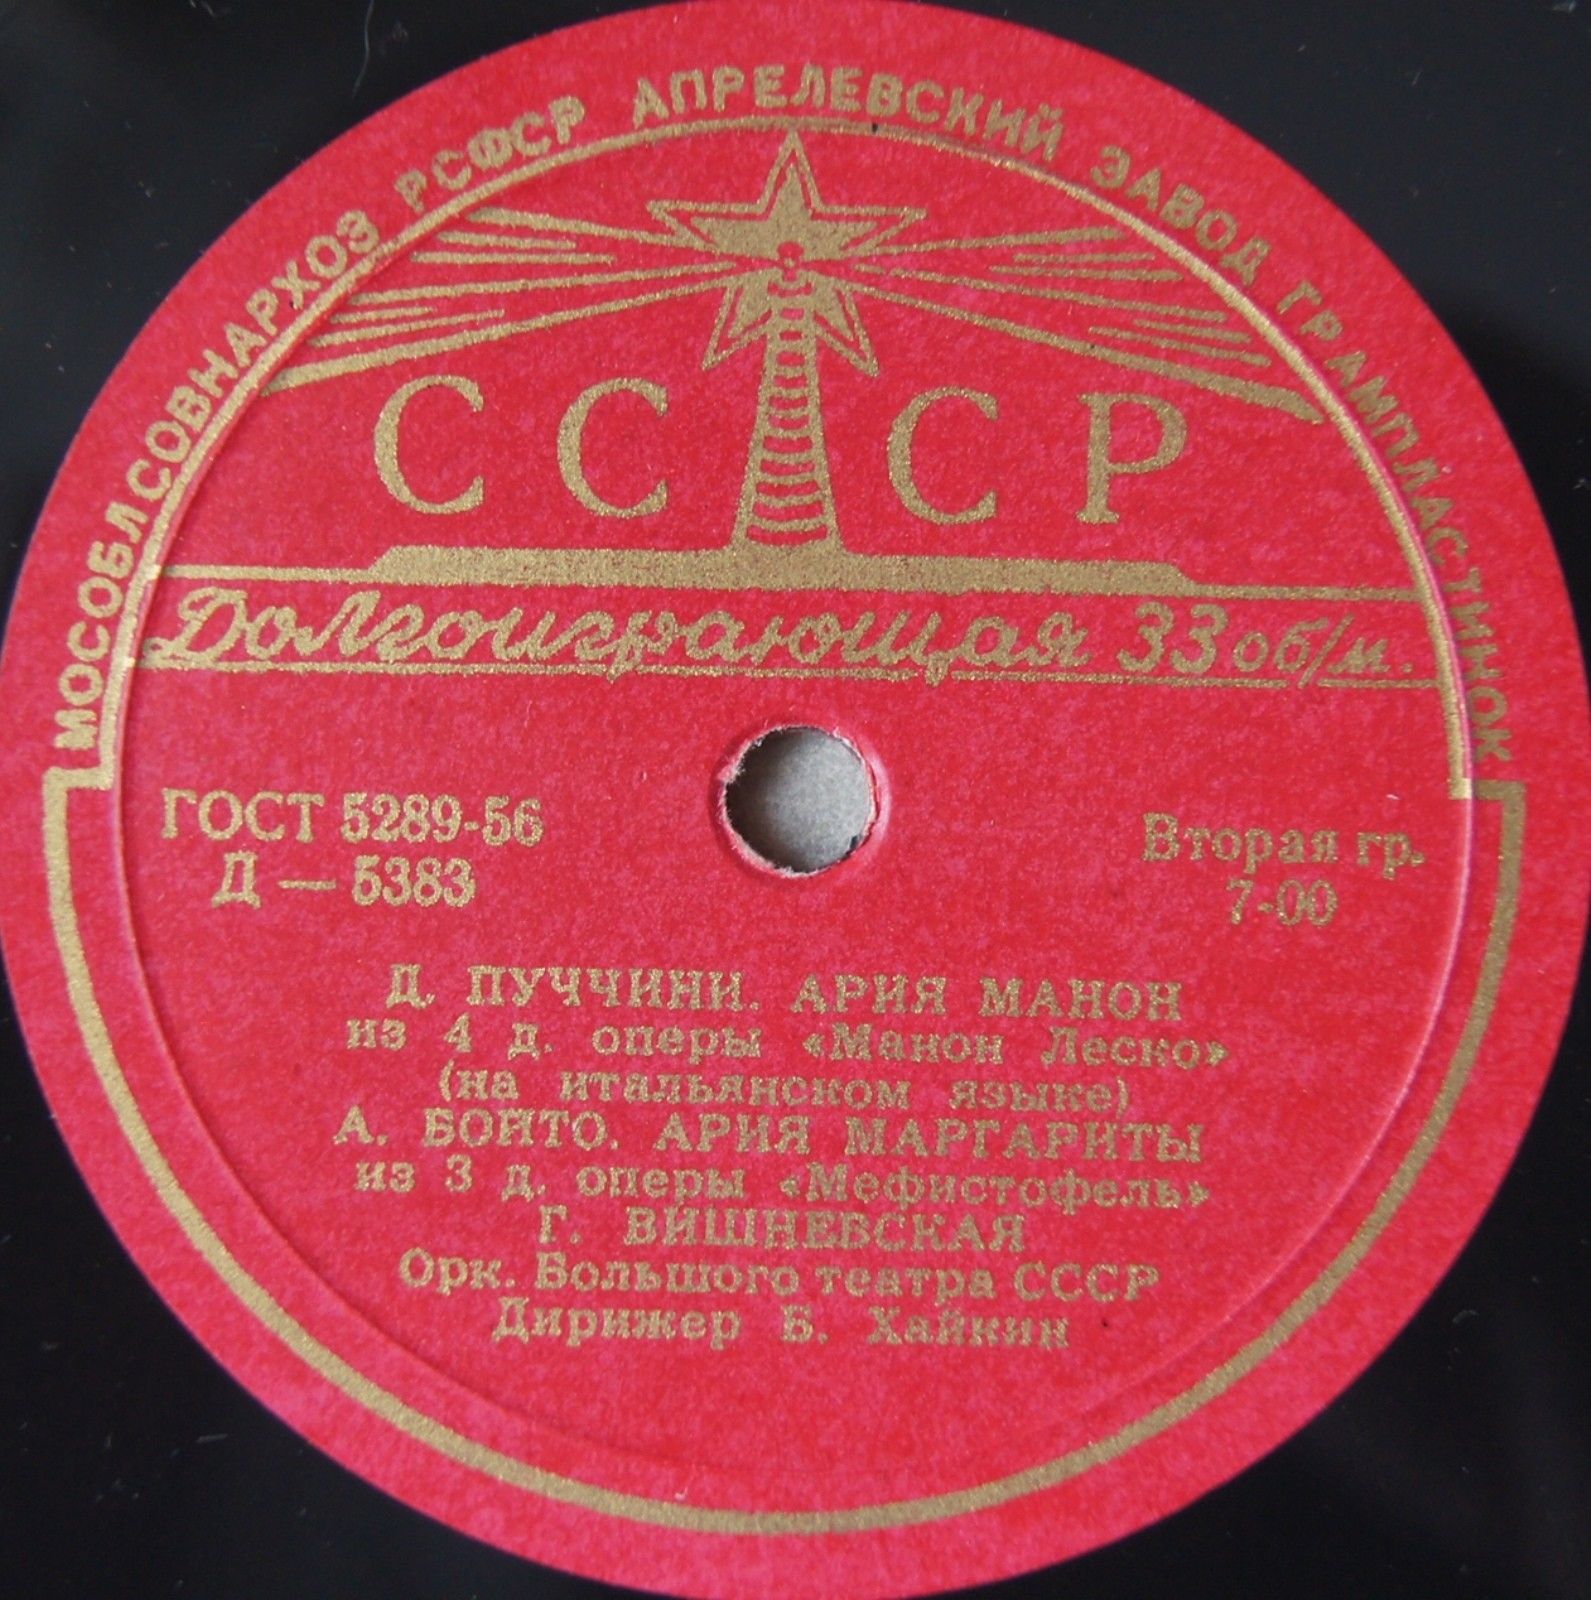 МОСОБЛСОВНАРХОЗ РСФСР АПРЕЛЕВСКИЙ ЗАВОД ГРАМПЛАСТИНОК
СССР
Долгоиграющая 33 об/м.
ГОСТ 5289-56
Д — 5383
Вторая гр.
7-00
Д. ПУЧЧИНИ. АРИЯ МАНОН
из 4 д. оперы «Манон Леско»
(на итальянском языке)
А. БОЙТО. АРИЯ МАРГАРИТЫ
из 3 д. оперы «Мефистофель»
Г. ВИШНЕВСКАЯ
Орк. Большого театра СССР
Дирижер Б. Хайкин